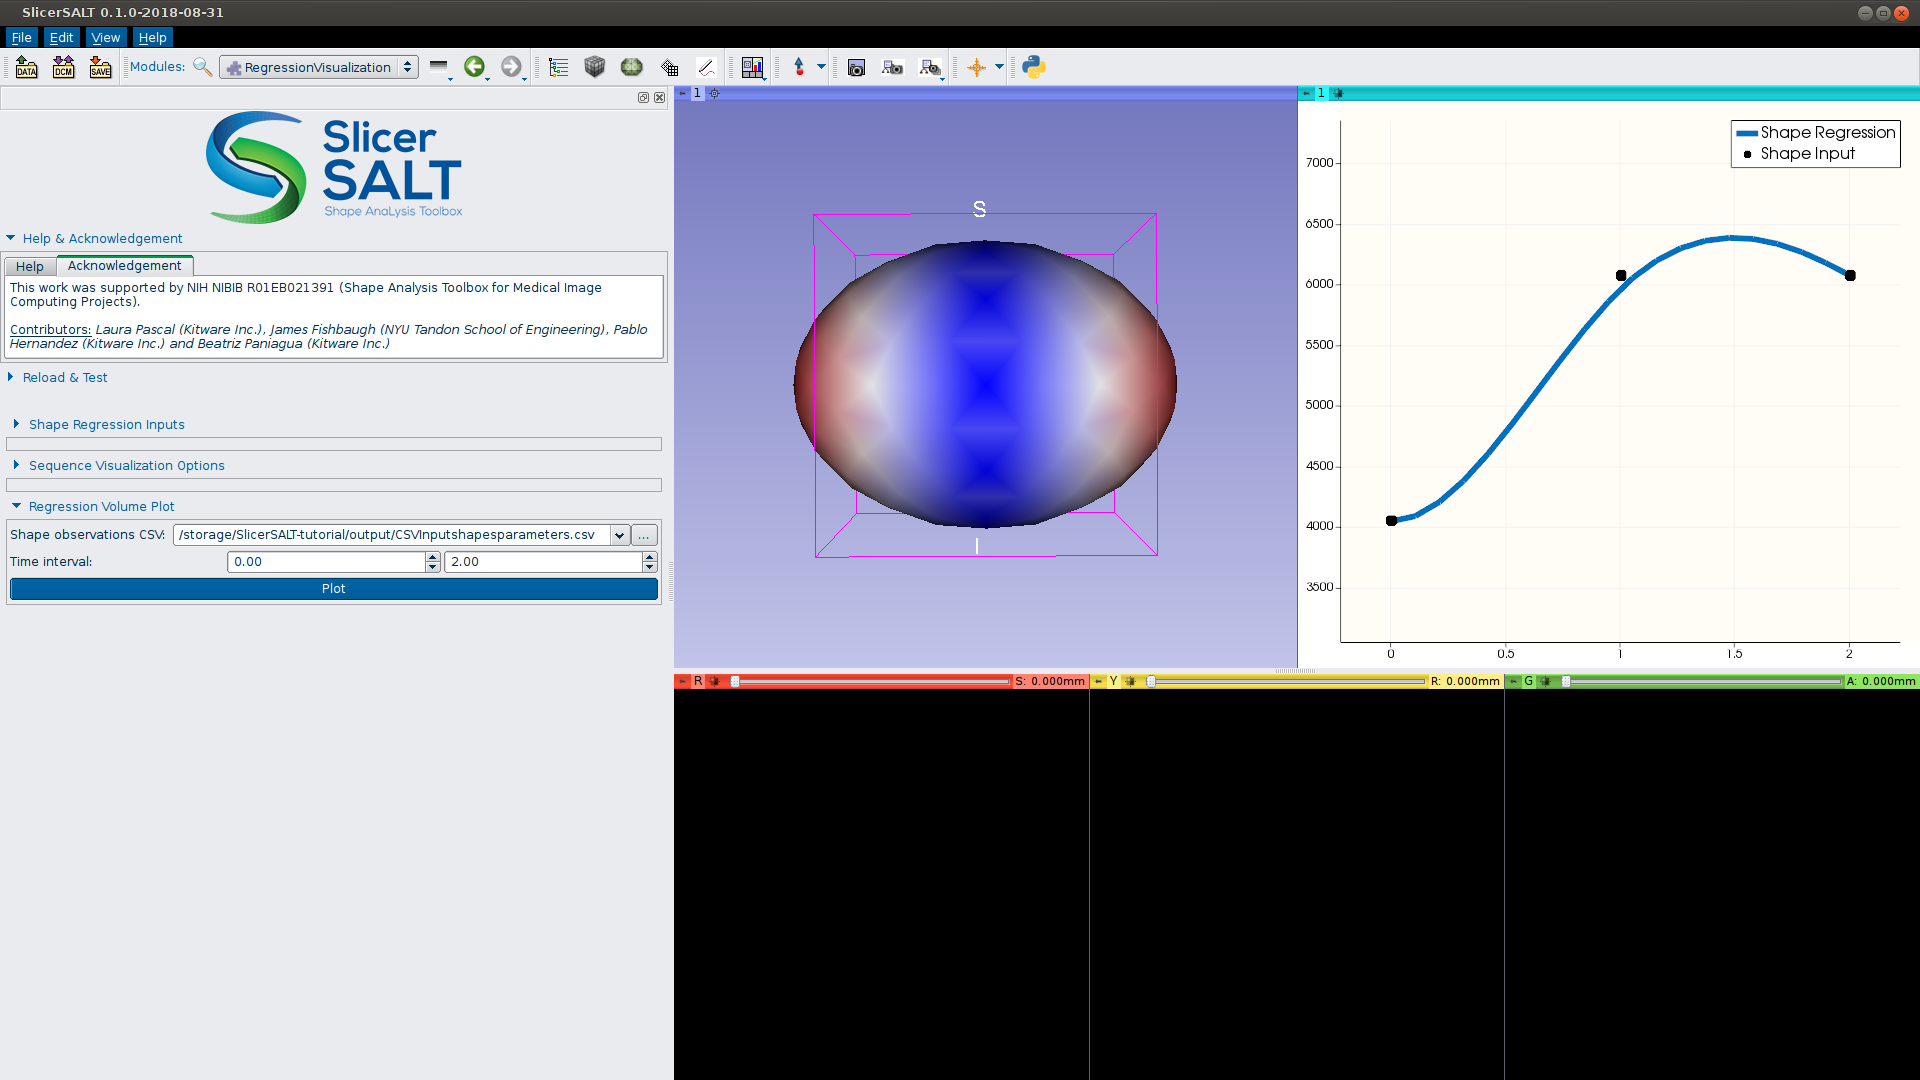 SlicerSALT 0.1.0-2018-08-31
File Edit View Help
DATA DCM SAVE Modules: RegressionVisualization
1
1
Slicer
SALT
Shape AnaLysis Toolbox
Help & Acknowledgement
Help Acknowledgement
This work was supported by NIH NIBIB R01EB021391 (Shape Analysis Toolbox for Medical Image
Computing Projects).
Contributors: Laura Pascal (Kitware Inc.), James Fishbaugh (NYU Tandon School of Engineering), Pablo
Hernandez (Kitware Inc.) and Beatriz Paniagua (Kitware Inc.)
Reload & Test
Shape Regression Inputs
Sequence Visualization Options
Regression Volume Plot
Shape observations CSV: /storage/SlicerSALT-tutorial/output/CSVInputshapesparameters.csv ...
Time interval: 0.00 2.00
Plot
S
I
Shape Regression
Shape Input
7000
6500
6000
5500
5000
4500
4000
3500
0 0.5 1 1.5 2
R S: 0.000mm
Y R: 0.000mm
G A: 0.000mm